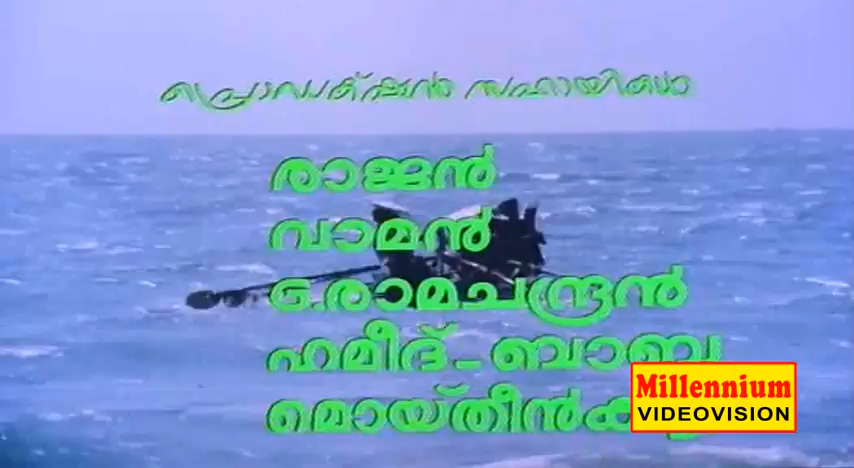 പ്രൊഡക്ഷൻ സഹായികൾ
രാജൻ
വാമൻ
ഒ.രാമചന്ദ്രൻ
ഹമീദ് - ബാബു
Millennium
VIDEOVISION